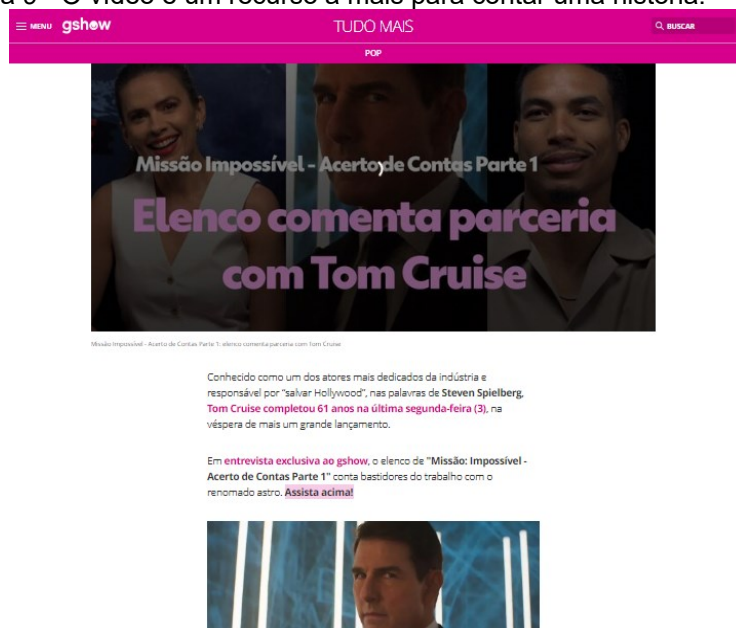 a 9 - O vídeo é um recurso a mais para contar uma história.
MENU gshow
TUDO MAIS
BUSCAR
POP
Missão Impossível - Acerto de Contas Parte 1
Elenco comenta parceria
com Tom Cruise
Missão Impossível - Acerto de Contas Parte 1: elenco comenta parceria com Tom Cruise
Conhecido como um dos atores mais dedicados da indústria e
responsável por "salvar Hollywood", nas palavras de Steven Spielberg,
Tom Cruise completou 61 anos na última segunda-feira (3), na
véspera de mais um grande lançamento.
Em entrevista exclusiva ao gshow, o elenco de "Missão: Impossível -
Acerto de Contas Parte 1" conta bastidores do trabalho com o
renomado astro. Assista acima!